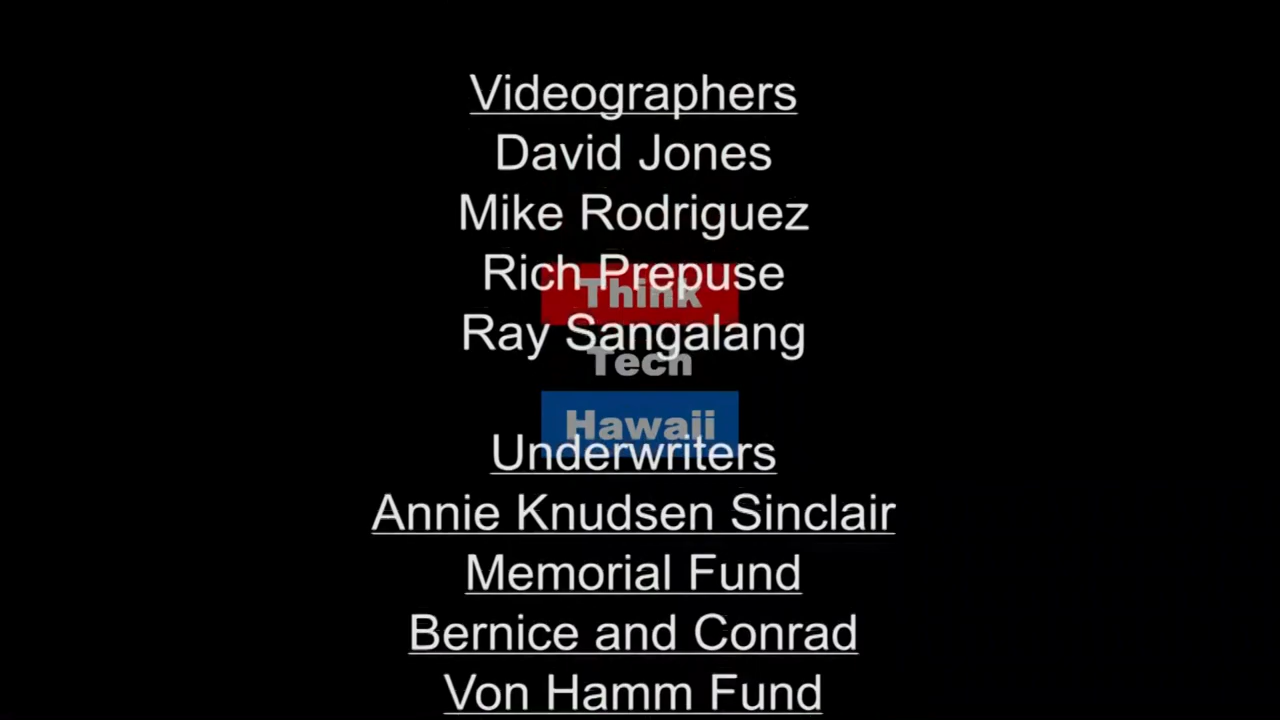 Videographers
David Jones
Mike Rodriguez
Rich Prepuse
Think
Ray Sangalang
Tech
Hawaii
Underwriters
Annie Knudsen Sinclair
Memorial Fund
Bernice and Conrad
Von Hamm Fund